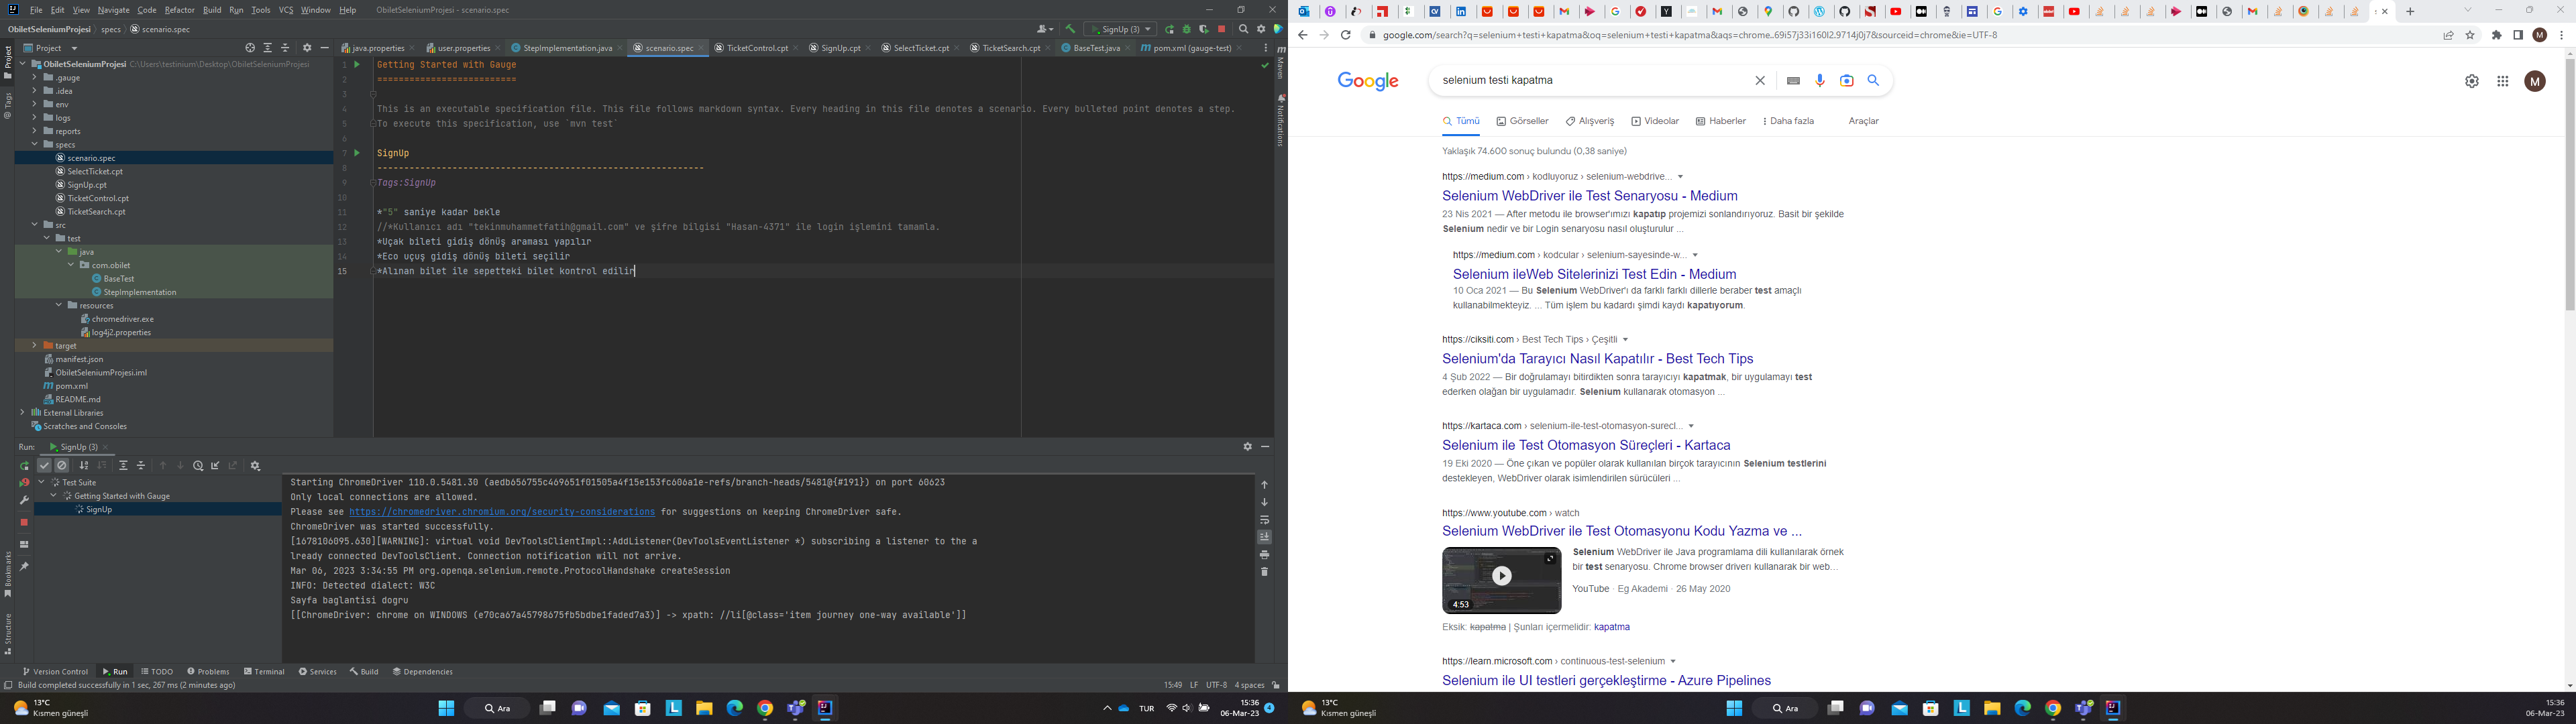 File Edit View Navigate Code Refactor Build Run Tools VCS Window Help ObiletSeleniumProjesi - scenario.spec
ObiletSeleniumProjesi specs scenario.spec
SignUp (3)
Project
java.properties user.properties StepImplementation.java scenario.spec TicketControl.cpt SignUp.cpt SelectTicket.cpt TicketSearch.cpt BaseTest.java pom.xml (gauge-test)
ObiletSeleniumProjesi C:\Users\testinium\Desktop\ObiletSeleniumProjesi
.gauge
.idea
env
logs
reports
specs
scenario.spec
SelectTicket.cpt
SignUp.cpt
TicketControl.cpt
TicketSearch.cpt
src
test
java
com.obilet
BaseTest
StepImplementation
resources
chromedriver.exe
log4j2.properties
target
manifest.json
ObiletSeleniumProjesi.iml
pom.xml
README.md
External Libraries
Scratches and Consoles
Project
Tags
Bookmarks
Structure
1 Getting Started with Gauge
2 ==========================
3
4 This is an executable specification file. This file follows markdown syntax. Every heading in this file denotes a scenario. Every bulleted point denotes a step.
5 To execute this specification, use `mvn test`
6
7 SignUp
8 ------------------------------------------------------------
9 Tags:SignUp
10
11 *"5" saniye kadar bekle
12 //*Kullanıcı adı "tekinmuhammetfatih@gmail.com" ve şifre bilgisi "Hasan-4371" ile login işlemini tamamla.
13 *Uçak bileti gidiş dönüş araması yapılır
14 *Eco uçuş gidiş dönüş bileti seçilir
15 *Alınan bilet ile sepetteki bilet kontrol edilir
Maven
Notifications
Run: SignUp (3)
Test Suite
Getting Started with Gauge
SignUp
Starting ChromeDriver 110.0.5481.30 (aedb656755c469651f01505a4f15e153fc606a1e-refs/branch-heads/5481@{#191}) on port 60623
Only local connections are allowed.
Please see https://chromedriver.chromium.org/security-considerations for suggestions on keeping ChromeDriver safe.
ChromeDriver was started successfully.
[1678106095.630][WARNING]: virtual void DevToolsClientImpl::AddListener(DevToolsEventListener *) subscribing a listener to the a
lready connected DevToolsClient. Connection notification will not arrive.
Mar 06, 2023 3:34:55 PM org.openqa.selenium.remote.ProtocolHandshake createSession
INFO: Detected dialect: W3C
Sayfa baglantisi dogru
[[ChromeDriver: chrome on WINDOWS (e70ca67a45798675fb5bdbe1faded7a3)] -> xpath: //li[@class='item journey one-way available']]
Version Control Run TODO Problems Terminal Services Build Dependencies
Build completed successfully in 1 sec, 267 ms (2 minutes ago)
15:49 LF UTF-8 4 spaces
13°C
Kısmen güneşli
Ara
TUR
15:36
06-Mar-23
4
google.com/search?q=selenium+testi+kapatma&oq=selenium+testi+kapatma&aqs=chrome..69i57j33i160l2.9714j0j7&sourceid=chrome&ie=UTF-8
M
Google
selenium testi kapatma
M
Tümü Görseller Alışveriş Videolar Haberler Daha fazla Araçlar
Yaklaşık 74.600 sonuç bulundu (0,38 saniye)
https://medium.com › kodluyoruz › selenium-webdrive...
Selenium WebDriver ile Test Senaryosu - Medium
23 Nis 2021 — After metodu ile browser'ımızı kapatıp projemizi sonlandırıyoruz. Basit bir şekilde
Selenium nedir ve bir Login senaryosu nasıl oluşturulur ...
https://medium.com › kodcular › selenium-sayesinde-w...
Selenium ileWeb Sitelerinizi Test Edin - Medium
10 Oca 2021 — Bu Selenium WebDriver'ı da farklı farklı dillerle beraber test amaçlı
kullanabilmekteyiz. ... Tüm işlem bu kadardı şimdi kaydı kapatıyorum.
https://ciksiti.com › Best Tech Tips › Çeşitli
Selenium'da Tarayıcı Nasıl Kapatılır - Best Tech Tips
4 Şub 2022 — Bir doğrulamayı bitirdikten sonra tarayıcıyı kapatmak, bir uygulamayı test
ederken olağan bir uygulamadır. Selenium kullanarak otomasyon ...
https://kartaca.com › selenium-ile-test-otomasyon-surecl...
Selenium ile Test Otomasyon Süreçleri - Kartaca
19 Eki 2020 — Öne çıkan ve popüler olarak kullanılan birçok tarayıcının Selenium testlerini
destekleyen, WebDriver olarak isimlendirilen sürücüleri ...
https://www.youtube.com › watch
Selenium WebDriver ile Test Otomasyonu Kodu Yazma ve ...
Selenium WebDriver ile Java programlama dili kullanılarak örnek
bir test senaryosu. Chrome browser driverı kullanarak bir web...
4:53
YouTube · Eg Akademi · 26 May 2020
Eksik: kapatma | Şunları içermelidir: kapatma
https://learn.microsoft.com › continuous-test-selenium
Selenium ile UI testleri gerçekleştirme - Azure Pipelines
13°C
Kısmen güneşli
Ara
15:36
06-Mar-23